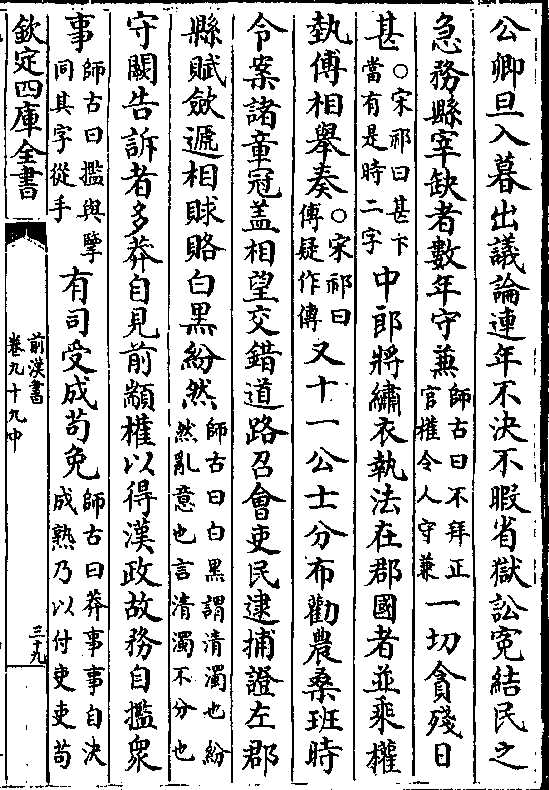 公卿旦入暮出議論連年不決不暇省獄訟冤結民之
急務縣宰缺者數年守兼師古曰不拜正官權令人守兼一切貪殘日
甚○宋祁曰甚下當有是時二字中郎將繡衣執法在郡國者並乘權
埶傳相舉奏○宋祁曰傅疑作傳又十一公士分布勸農桑班時
令案諸章冠蓋相望交錯道路召會吏民逮捕證左郡
縣賦斂遞相賕賂白黑紛然師古曰白黑謂清濁也紛然亂意也言清濁不分也
守闕告訴者多莽自見前顓權以得漢政故務自㩜衆
事師古曰㩜與擥同其字從手有司受成苟免師古曰莽事事自決成熟乃以付吏吏苟
欽定四庫全書
前漢書
卷九十九中
三十九